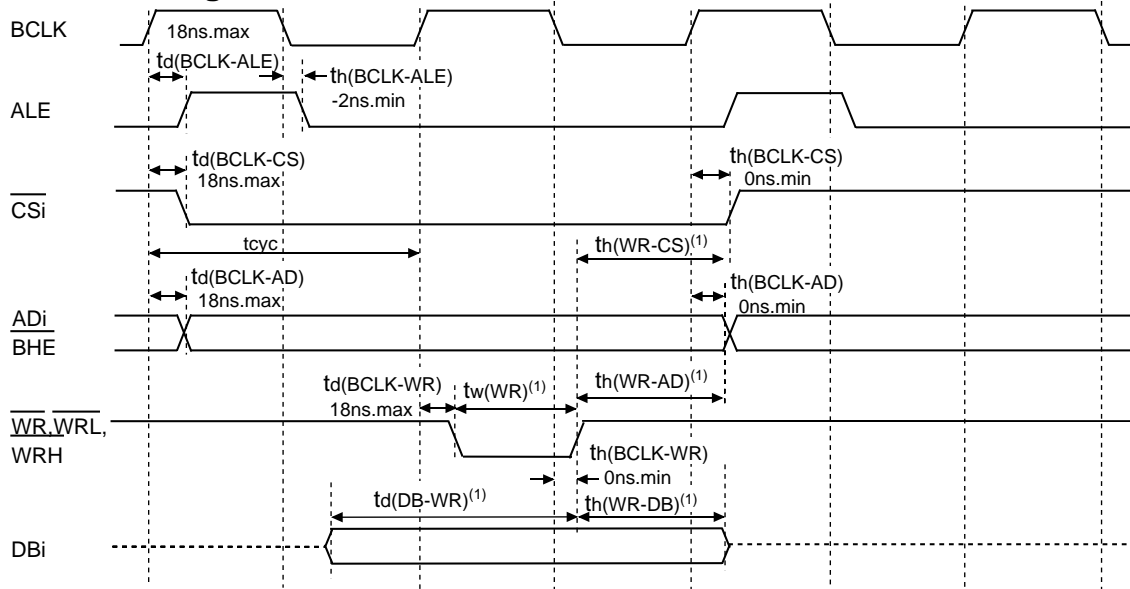 BCLK
18ns.max
td(BCLK-ALE)
th(BCLK-ALE)
-2ns.min
ALE
td(BCLK-CS)
18ns.max
th(BCLK-CS)
0ns.min
CSi
tcyc
th(WR-CS)(1)
td(BCLK-AD)
18ns.max
th(BCLK-AD)
0ns.min
ADi
BHE
td(BCLK-WR)
18ns.max
tw(WR)(1)
th(WR-AD)(1)
WR,WRL,
WRH
th(BCLK-WR)
0ns.min
td(DB-WR)(1)
th(WR-DB)(1)
DBi